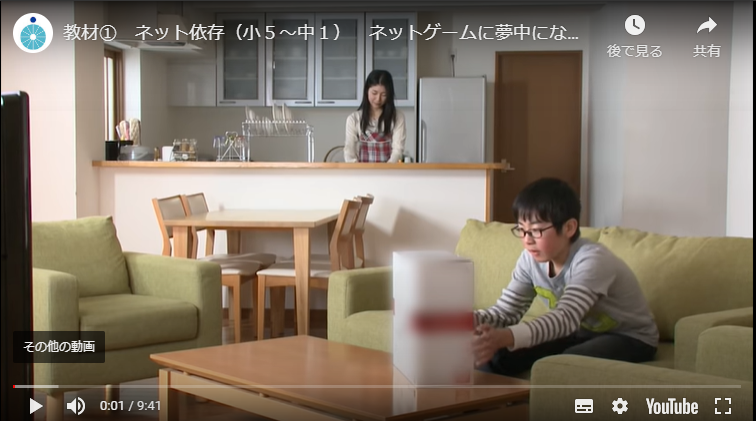 教材①　ネット依存（小５～中１）　ネットゲームに夢中にな...
後で見る
共有
その他の動画
0:01 / 9:41
YouTube